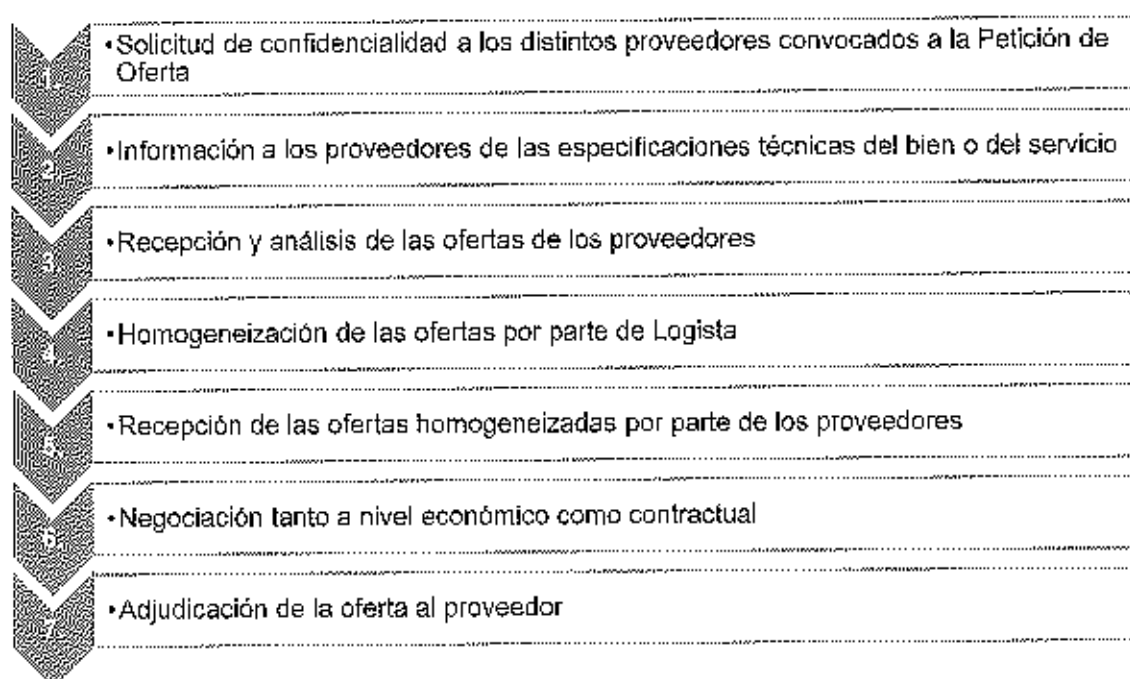 1.
•Solicitud de confidencialidad a los distintos proveedores convocados a la Petición de
Oferta
2.
•Información a los proveedores de las especificaciones técnicas del bien o del servicio
3.
•Recepción y análisis de las ofertas de los proveedores
4.
•Homogeneización de las ofertas por parte de Logista
5.
•Recepción de las ofertas homogeneizadas por parte de los proveedores
6.
•Negociación tanto a nivel económico como contractual
7.
•Adjudicación de la oferta al proveedor